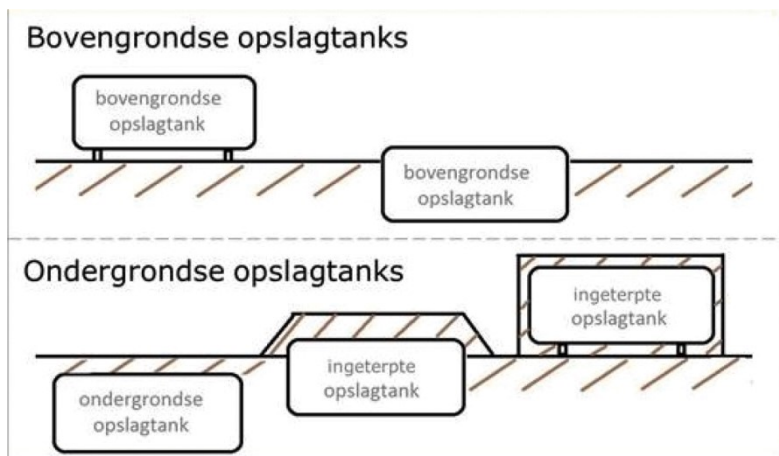 Bovengrondse opslagtanks
bovengrondse
opslagtank
bovengrondse
opslagtank
Ondergrondse opslagtanks
ondergrondse
opslagtank
ingeterpte
opslagtank
ingeterpte
opslagtank